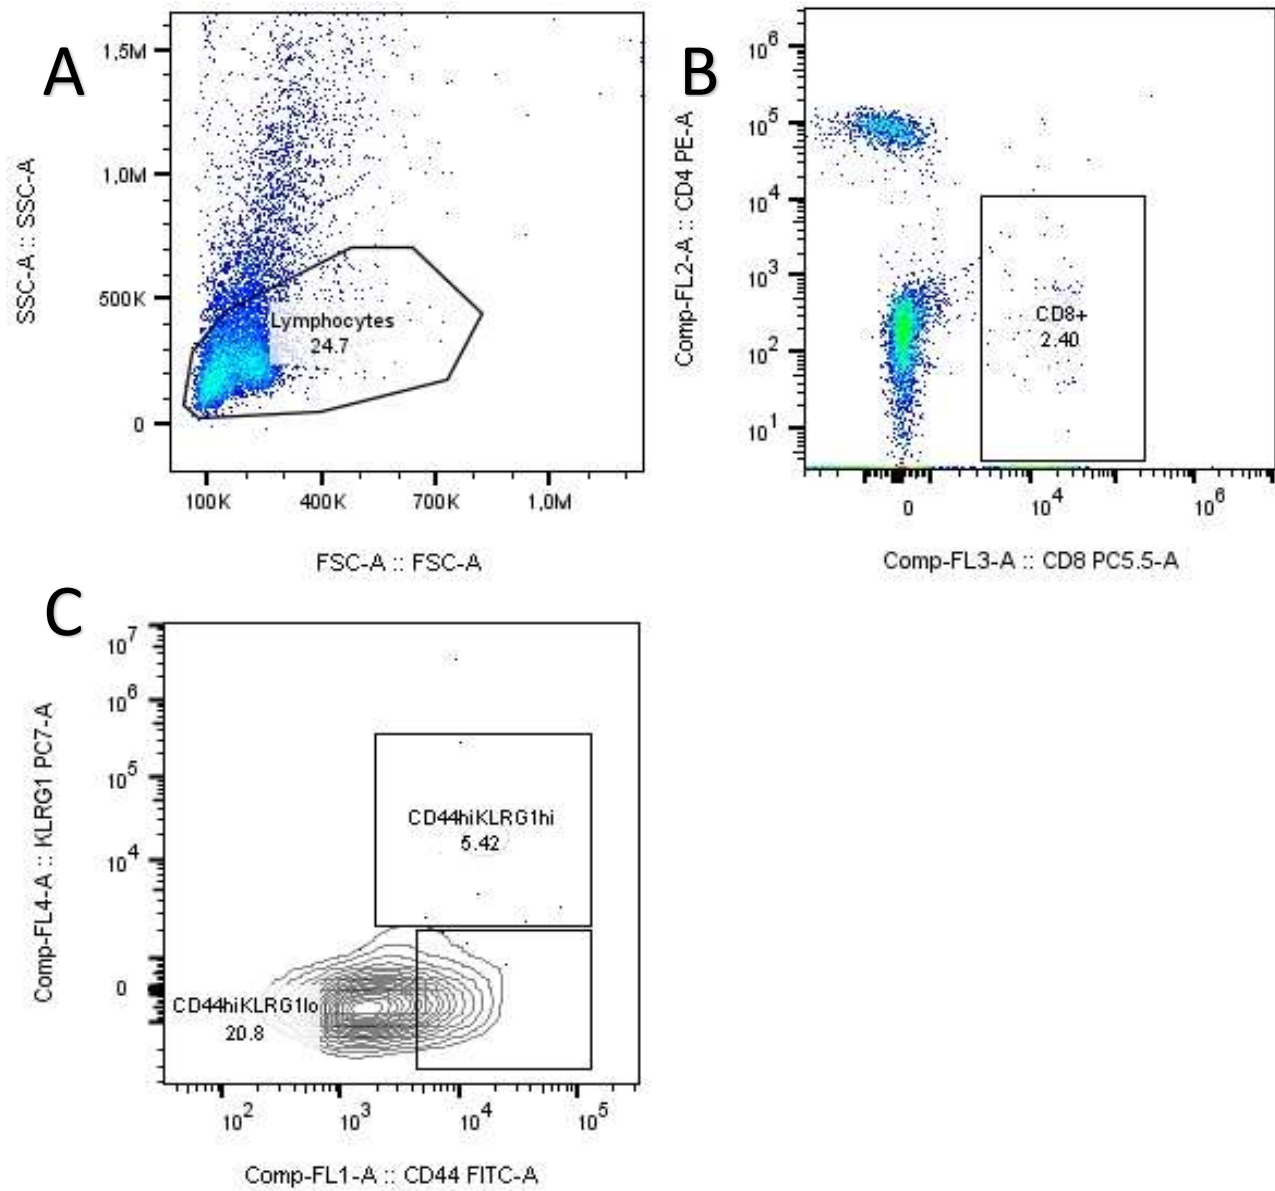 A
SSC-A :: SSC-A
1,5M
1,0M
500K
0
Lymphocytes
24.7
100K 400K 700K 1,0M
FSC-A :: FSC-A
B
Comp-FL2-A :: CD4 PE-A
10^6
10^5
10^4
10^3
10^2
10^1
CD8+
2.40
0 10^4 10^6
Comp-FL3-A :: CD8 PC5.5-A
C
Comp-FL4-A :: KLRG1 PC7-A
10^7
10^6
10^5
10^4
0
CD44hiKLRG1hi
5.42
CD44hiKLRG1lo
20.8
10^2 10^3 10^4 10^5
Comp-FL1-A :: CD44 FITC-A